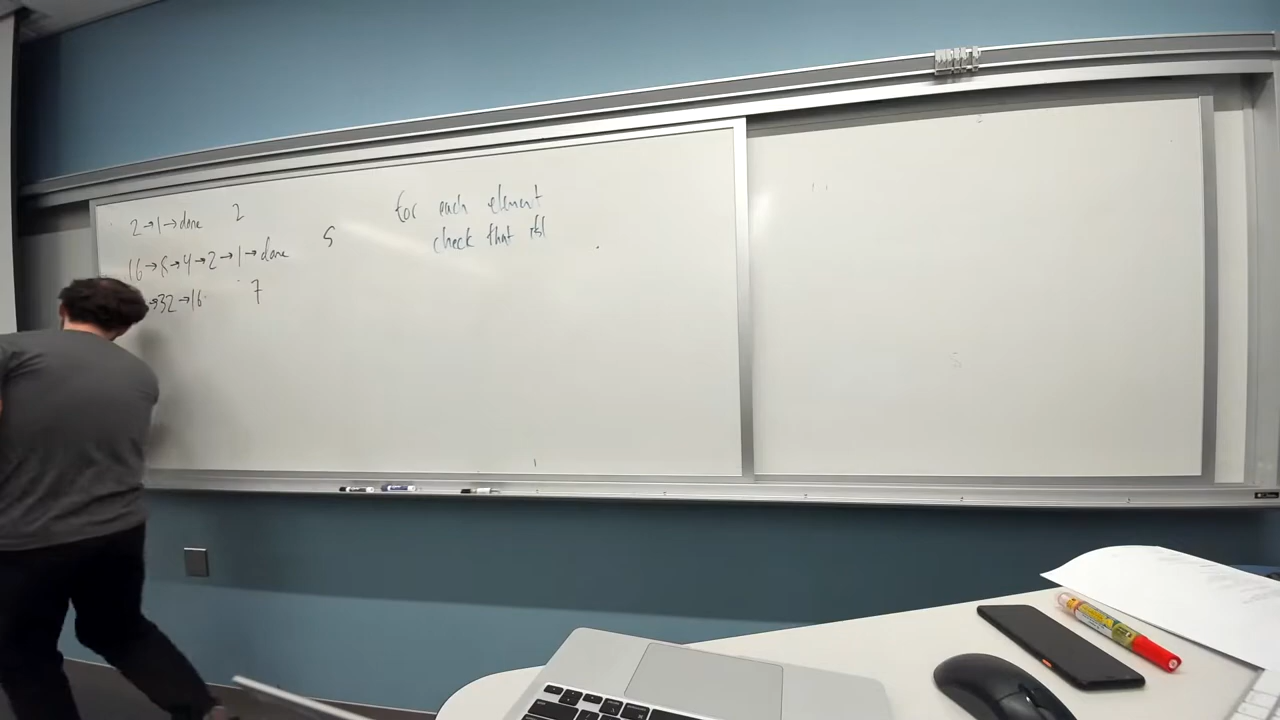 2→1→done 2
16→8→4→2→1→done 5
→32→16 7
for each element
check that